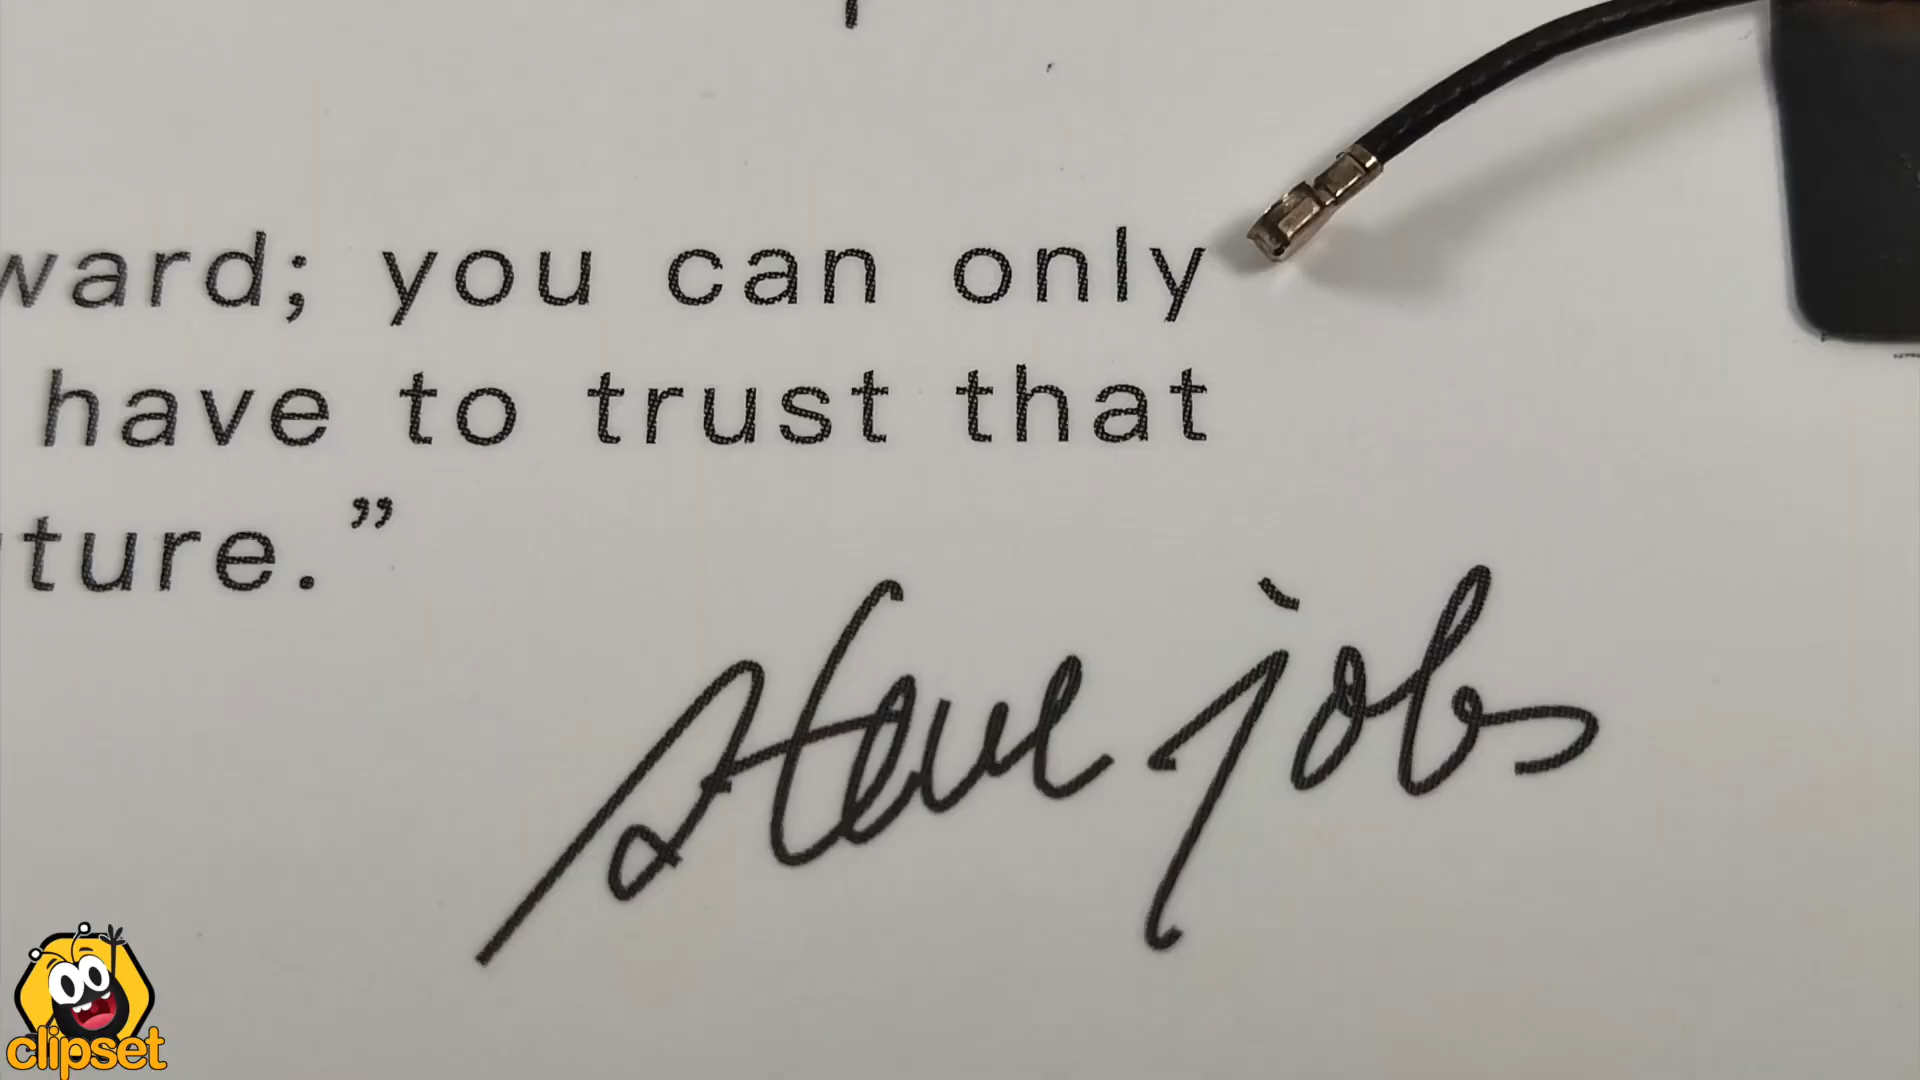 ward; you can only
have to trust that
ture.”
steve jobs
clipset